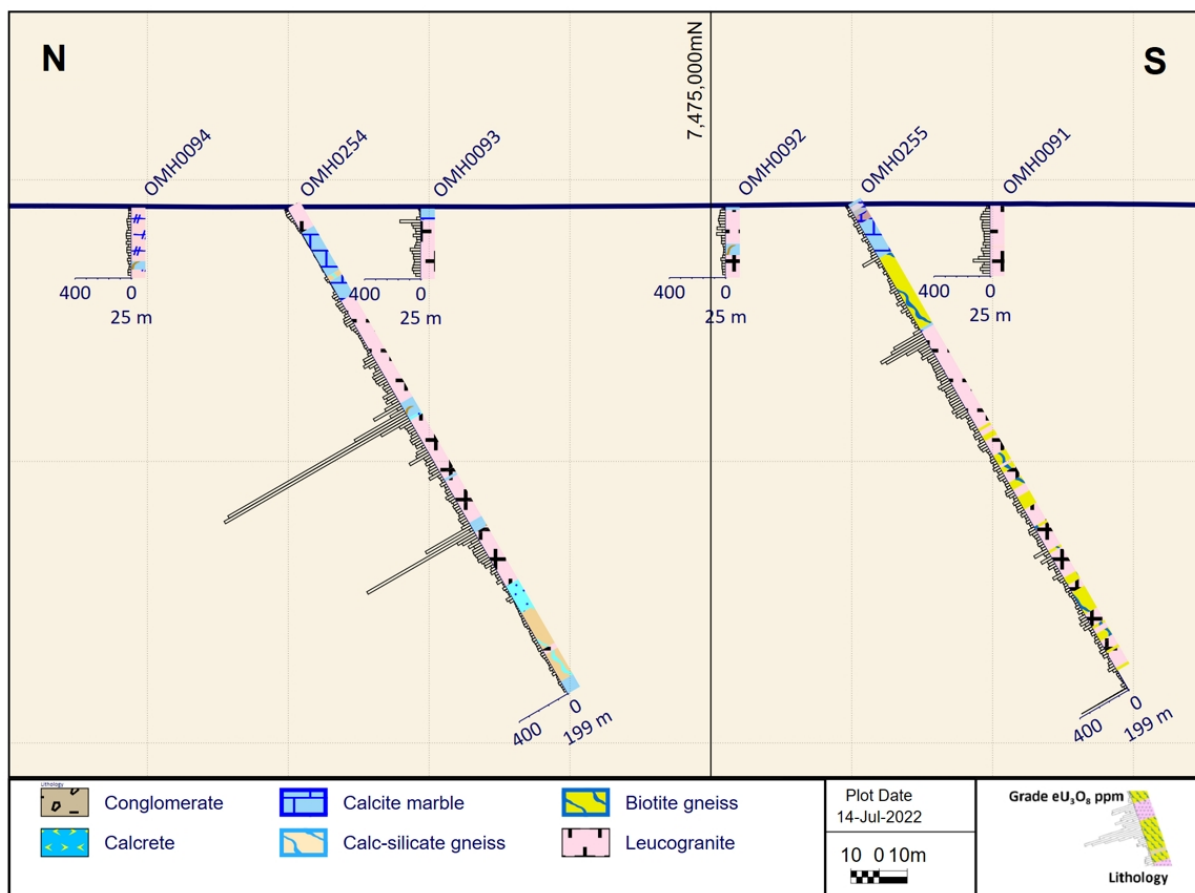 N
S
7,475,000mN
OMH0094
OMH0254
OMH0093
OMH0092
OMH0255
OMH0091
400 0
25 m
400 0
25 m
400 0
25 m
400 0
25 m
400 0
199 m
400 0
199 m
Lithology
Conglomerate
Calcite marble
Biotite gneiss
Calcrete
Calc-silicate gneiss
Leucogranite
Plot Date
14-Jul-2022
10 0 10m
Grade eU₃O₈ ppm
Lithology